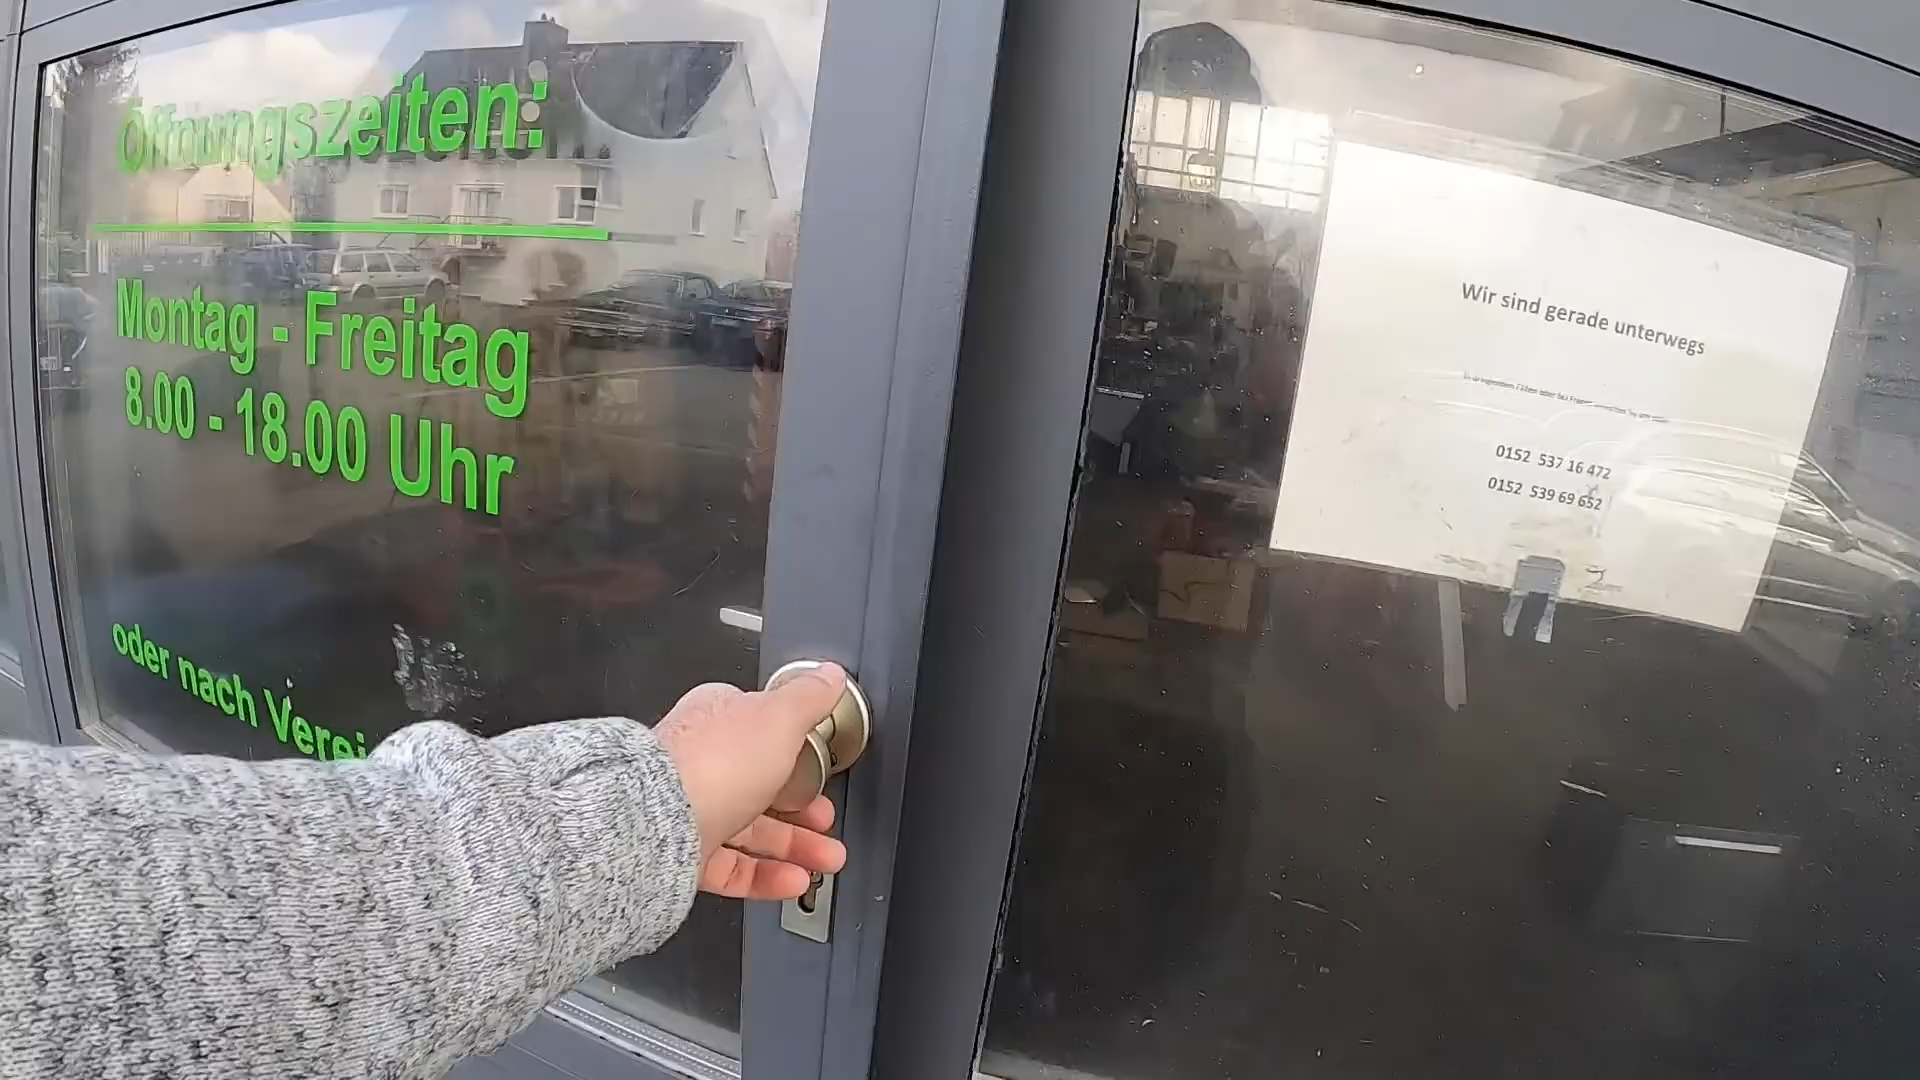 Öffnungszeiten:
Montag - Freitag
8.00 - 18.00 Uhr
oder nach
Wir sind gerade unterwegs
0152 537 16 472
0152 539 69 652